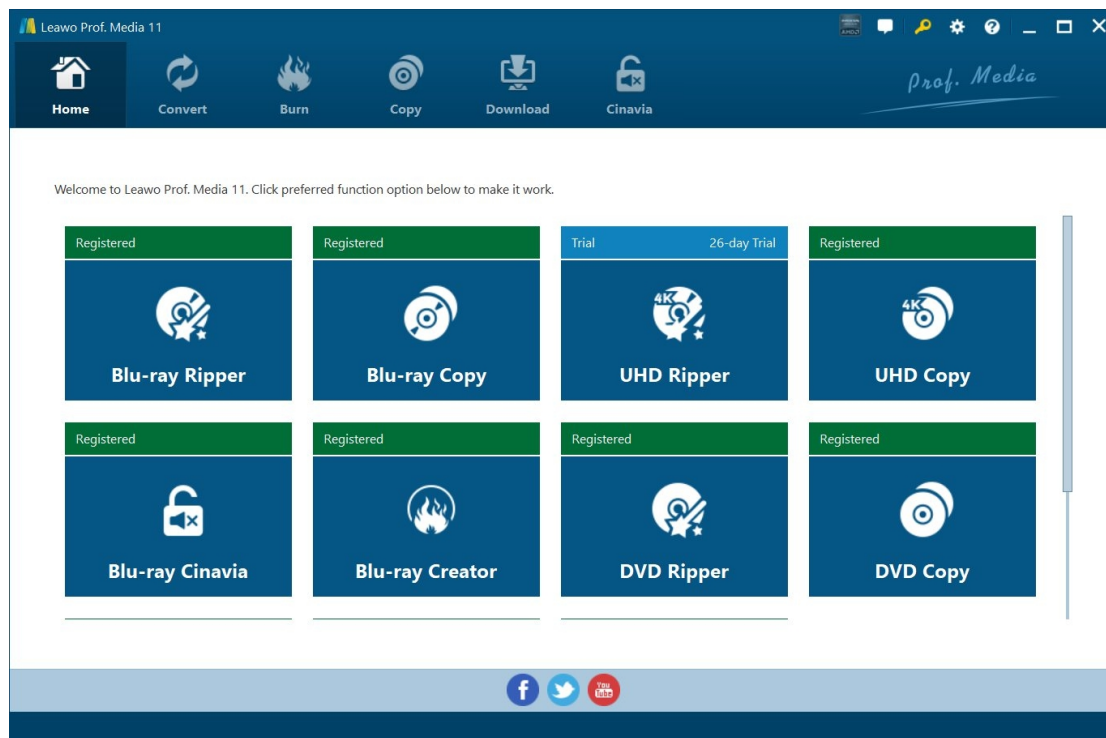 Leawo Prof. Media 11
Home
Convert
Burn
Copy
Download
Cinavia
Prof. Media
Welcome to Leawo Prof. Media 11. Click preferred function option below to make it work.
Registered
Blu-ray Ripper
Registered
Blu-ray Copy
Trial 26-day Trial
4K
UHD Ripper
Registered
4K
UHD Copy
Registered
Blu-ray Cinavia
Registered
Blu-ray Creator
Registered
DVD Ripper
Registered
DVD Copy
You
Tube